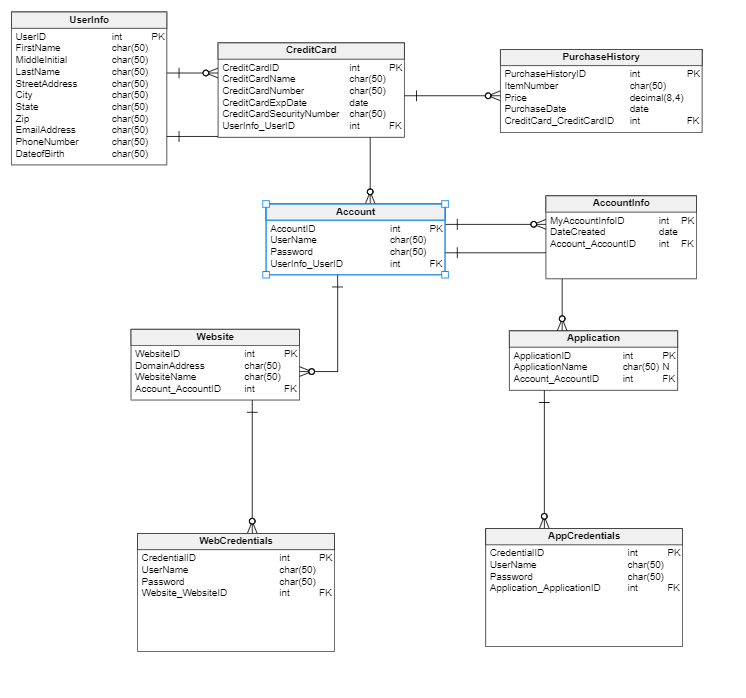 UserInfo
UserID int PK
FirstName char(50)
MiddleInitial char(50)
LastName char(50)
StreetAddress char(50)
City char(50)
State char(50)
Zip char(50)
EmailAddress char(50)
PhoneNumber char(50)
DateofBirth char(50)
CreditCard
CreditCardID int PK
CreditCardName char(50)
CreditCardNumber char(50)
CreditCardExpDate date
CreditCardSecurityNumber char(50)
UserInfo_UserID int FK
PurchaseHistory
PurchaseHistoryID int PK
ItemNumber char(50)
Price decimal(8,4)
PurchaseDate date
CreditCard_CreditCardID int FK
Account
AccountID int PK
UserName char(50)
Password char(50)
UserInfo_UserID int FK
AccountInfo
MyAccountInfoID int PK
DateCreated date
Account_AccountID int FK
Website
WebsiteID int PK
DomainAddress char(50)
WebsiteName char(50)
Account_AccountID int FK
Application
ApplicationID int PK
ApplicationName char(50) N
Account_AccountID int FK
WebCredentials
CredentialID int PK
UserName char(50)
Password char(50)
Website_WebsiteID int FK
AppCredentials
CredentialID int PK
UserName char(50)
Password char(50)
Application_ApplicationID int FK